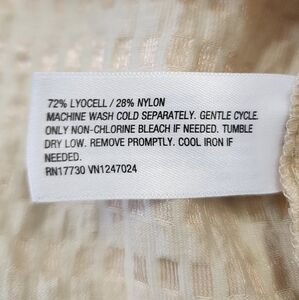 72% LYOCELL / 28% NYLON
MACHINE WASH COLD SEPARATELY. GENTLE CYCLE.
ONLY NON-CHLORINE BLEACH IF NEEDED. TUMBLE
DRY LOW. REMOVE PROMPTLY. COOL IRON IF
NEEDED.
RN17730 VN1247024